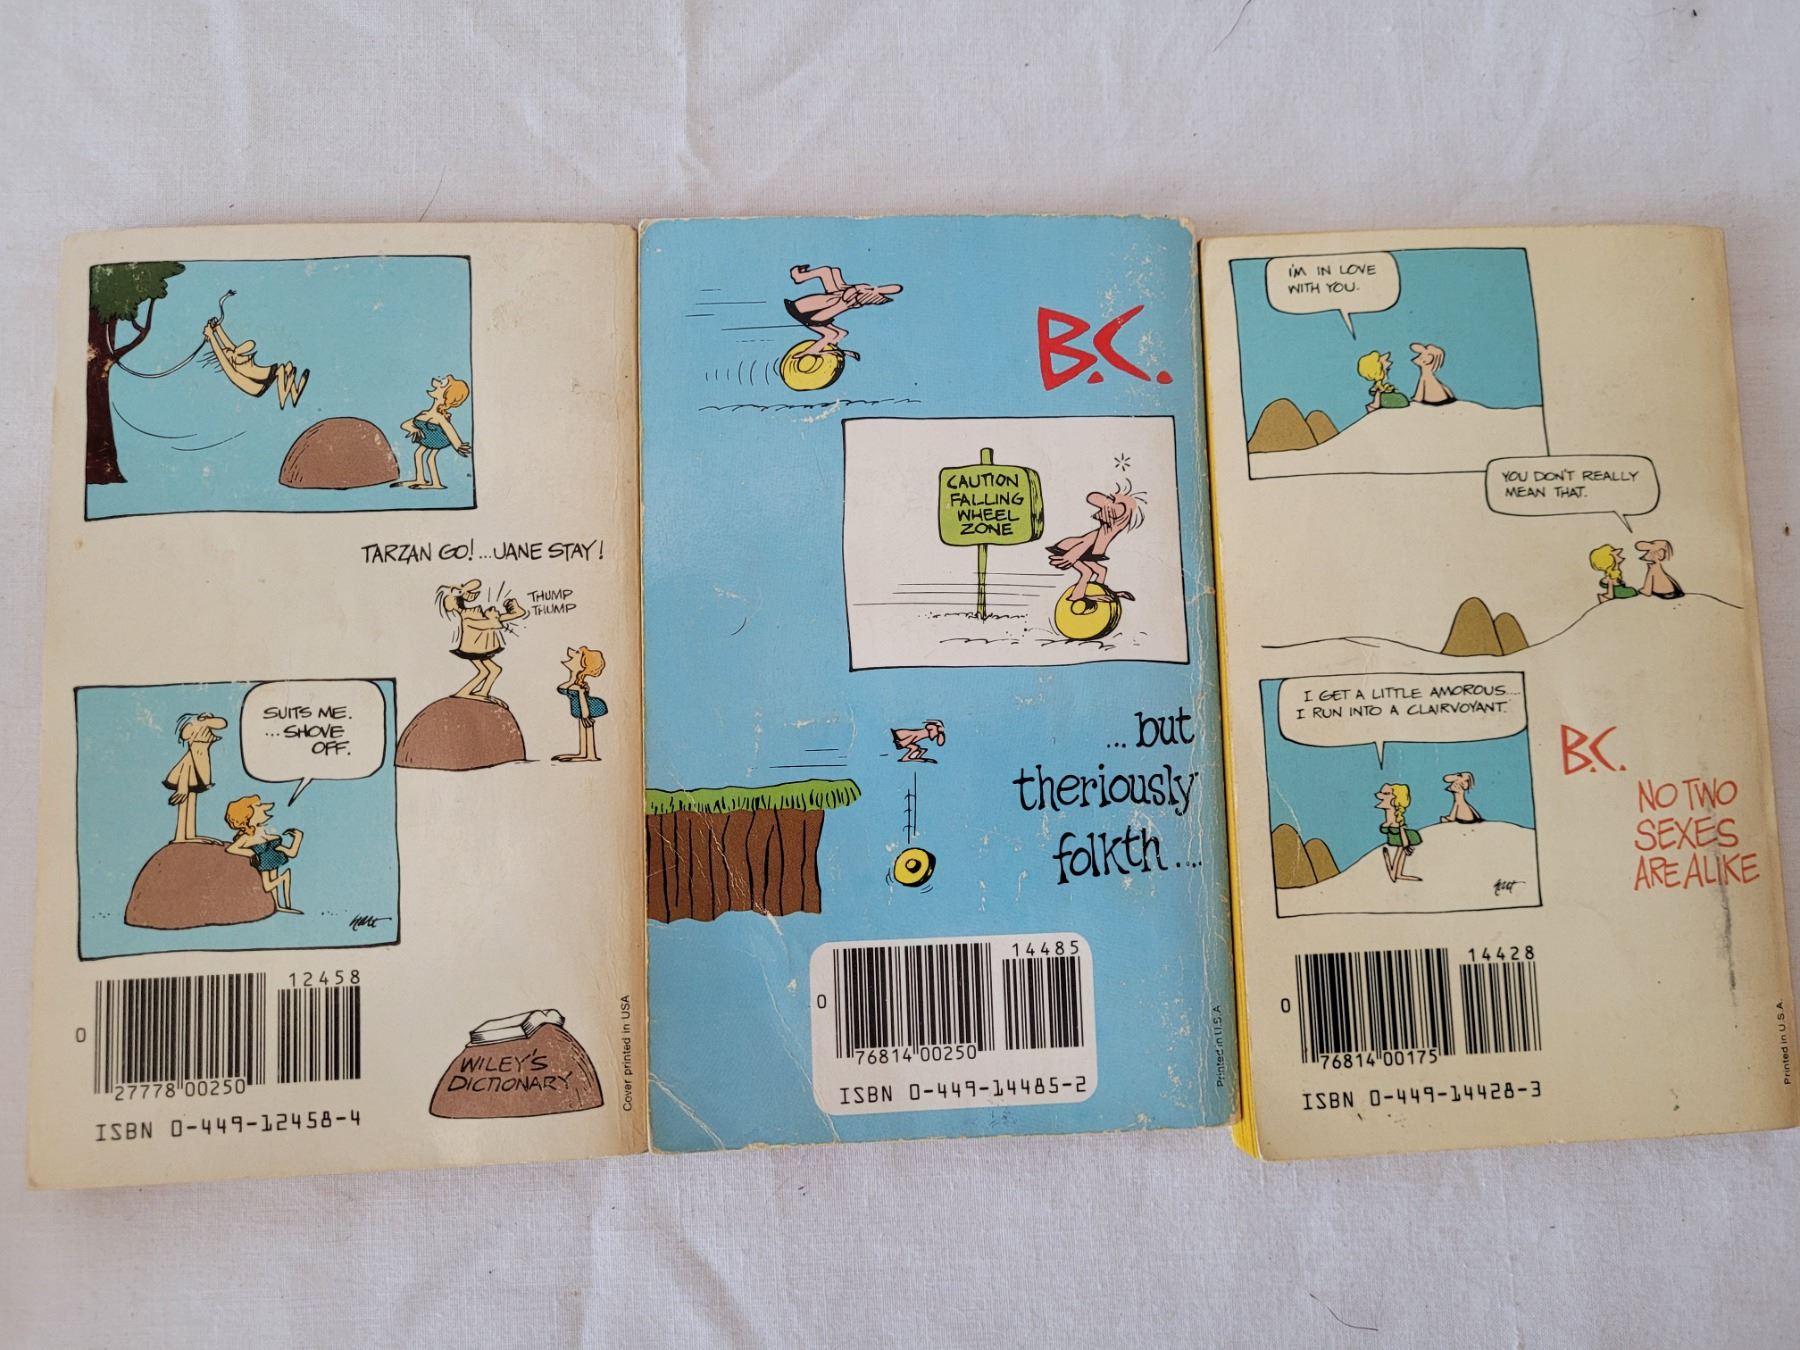 TARZAN GO! ...JANE STAY!
THUMP
THUMP
SUITS ME.
...SHOVE
OFF.
Hart
12458
0
27778 00250
ISBN 0-449-12458-4
WILEY'S
DICTIONARY
Cover printed in USA
B.C.
CAUTION
FALLING
WHEEL
ZONE
...but
theriously
folkth....
14485
0
76814 00250
ISBN 0-449-14485-2
Printed in U.S.A
I'M IN LOVE
WITH YOU.
YOU DON'T REALLY
MEAN THAT.
I GET A LITTLE AMOROUS....
I RUN INTO A CLAIRVOYANT.
Hart
B.C.
NO TWO
SEXES
ARE ALIKE
14428
0
76814 00175
ISBN 0-449-14428-3
Printed in U.S.A.